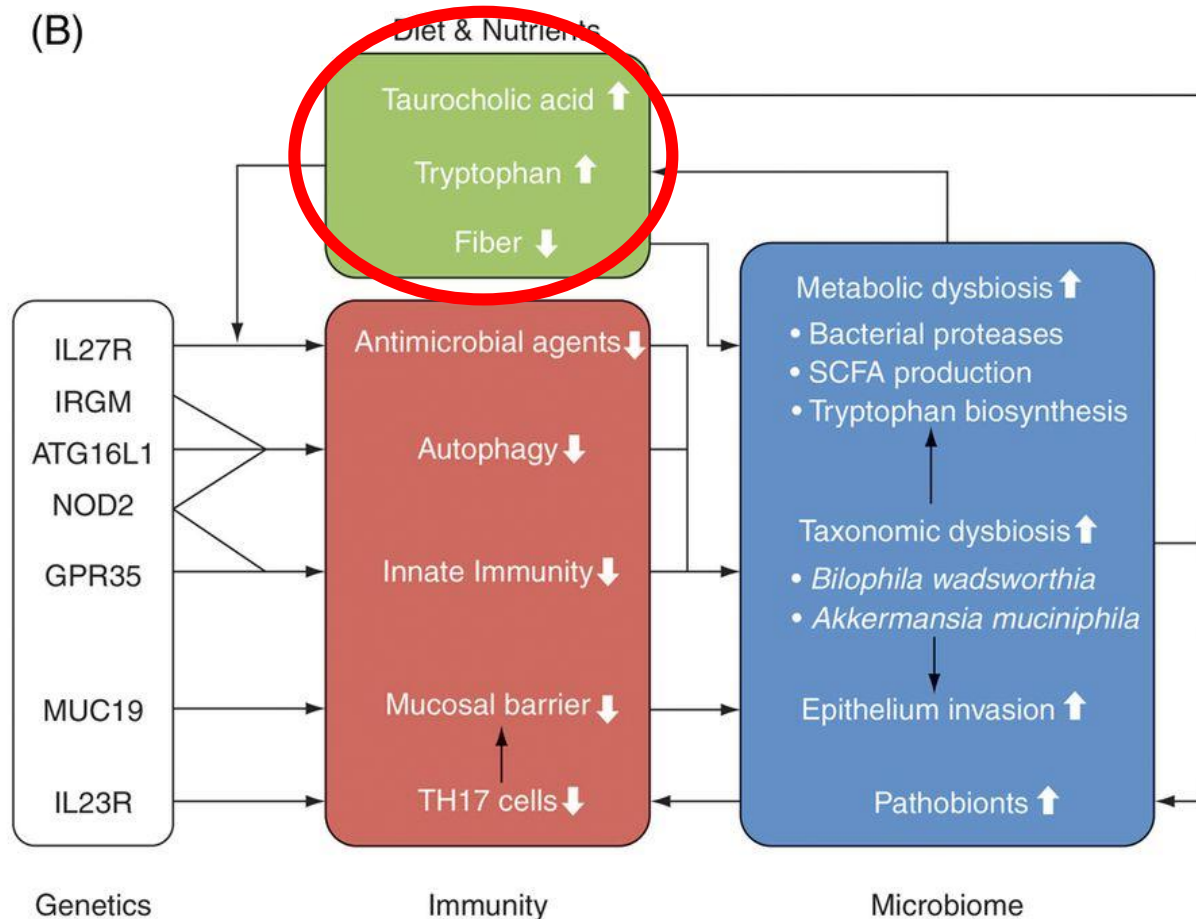 (B)
Diet & Nutrients
Taurocholic acid
Tryptophan
Fiber
IL27R
IRGM
ATG16L1
NOD2
GPR35
MUC19
IL23R
Antimicrobial agents
Autophagy
Innate Immunity
Mucosal barrier
TH17 cells
Metabolic dysbiosis
• Bacterial proteases
• SCFA production
• Tryptophan biosynthesis
Taxonomic dysbiosis
• Bilophila wadsworthia
• Akkermansia muciniphila
Epithelium invasion
Pathobionts
Genetics
Immunity
Microbiome